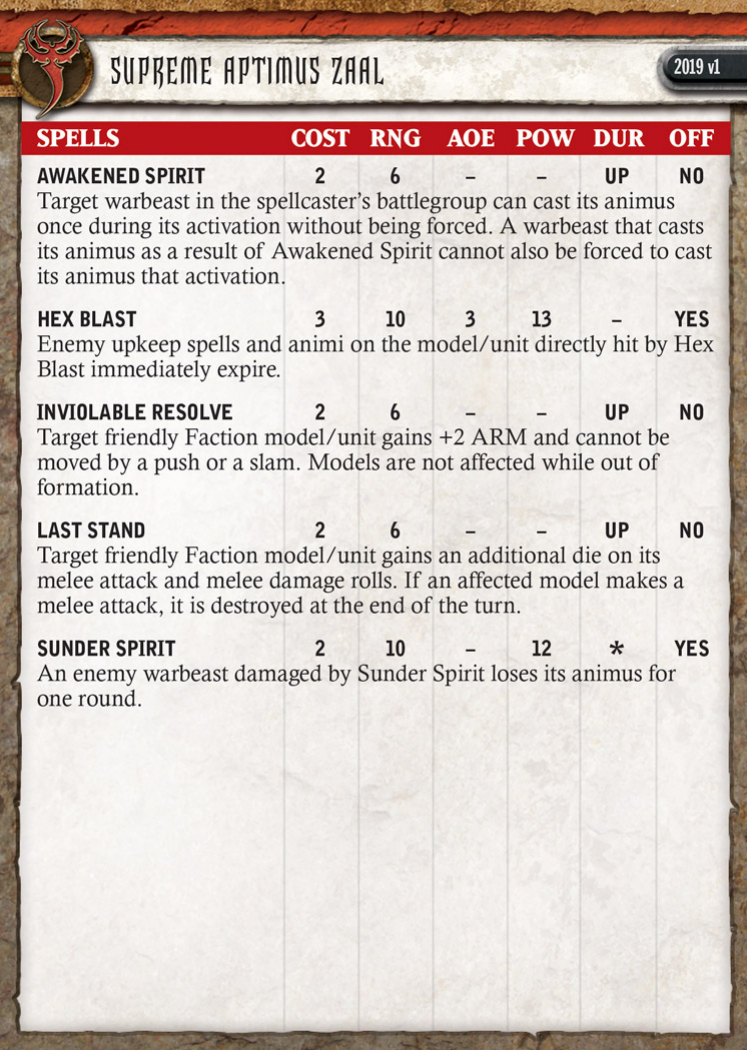 SUPREME APTIMUS ZAAL
2019 v1
SPELLS COST RNG AOE POW DUR OFF
AWAKENED SPIRIT 2 6 – – UP NO
Target warbeast in the spellcaster's battlegroup can cast its animus
once during its activation without being forced. A warbeast that casts
its animus as a result of Awakened Spirit cannot also be forced to cast
its animus that activation.
HEX BLAST 3 10 3 13 – YES
Enemy upkeep spells and animi on the model/unit directly hit by Hex
Blast immediately expire.
INVIOLABLE RESOLVE 2 6 – – UP NO
Target friendly Faction model/unit gains +2 ARM and cannot be
moved by a push or a slam. Models are not affected while out of
formation.
LAST STAND 2 6 – – UP NO
Target friendly Faction model/unit gains an additional die on its
melee attack and melee damage rolls. If an affected model makes a
melee attack, it is destroyed at the end of the turn.
SUNDER SPIRIT 2 10 – 12 * YES
An enemy warbeast damaged by Sunder Spirit loses its animus for
one round.